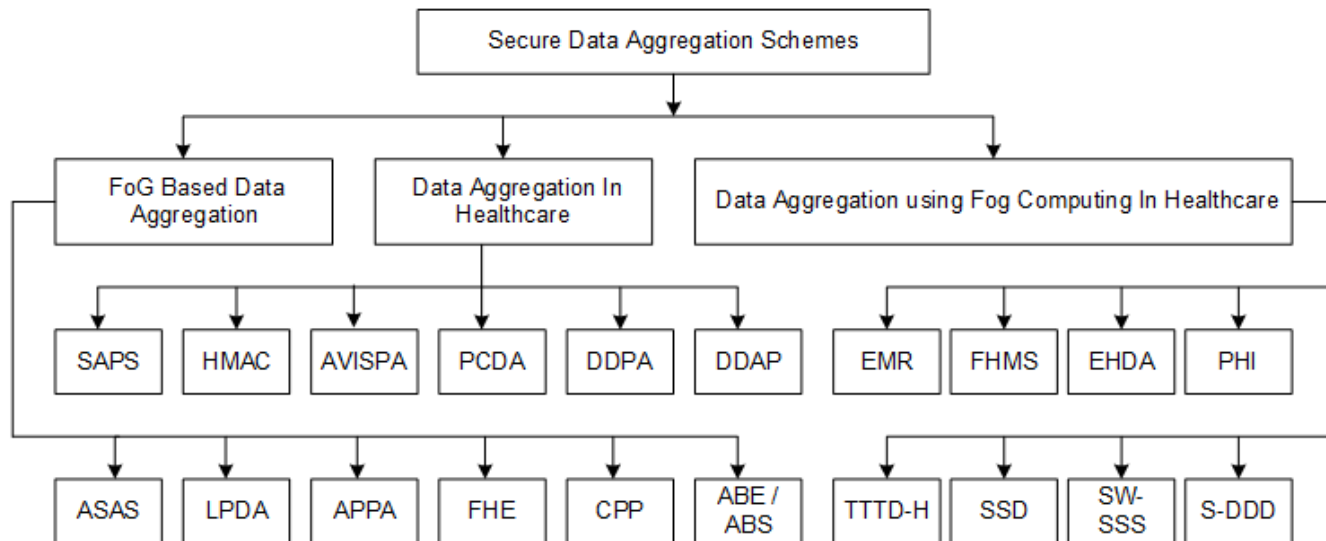 Secure Data Aggregation Schemes
FoG Based Data
Aggregation
Data Aggregation In
Healthcare
Data Aggregation using Fog Computing In Healthcare
SAPS
HMAC
AVISPA
PCDA
DDPA
DDAP
EMR
FHMS
EHDA
PHI
ASAS
LPDA
APPA
FHE
CPP
ABE /
ABS
TTTD-H
SSD
SW-
SSS
S-DDD